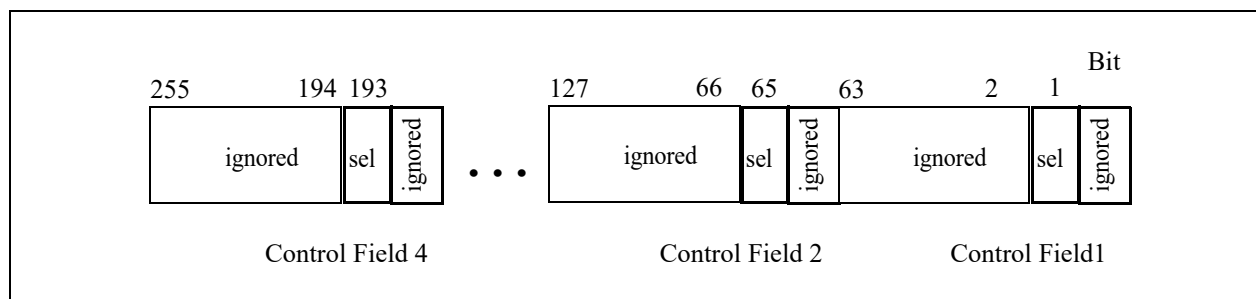 Bit
255 194 193 127 66 65 63 2 1
ignored sel ignored . . . ignored sel ignored ignored sel ignored
Control Field 4 Control Field 2 Control Field1